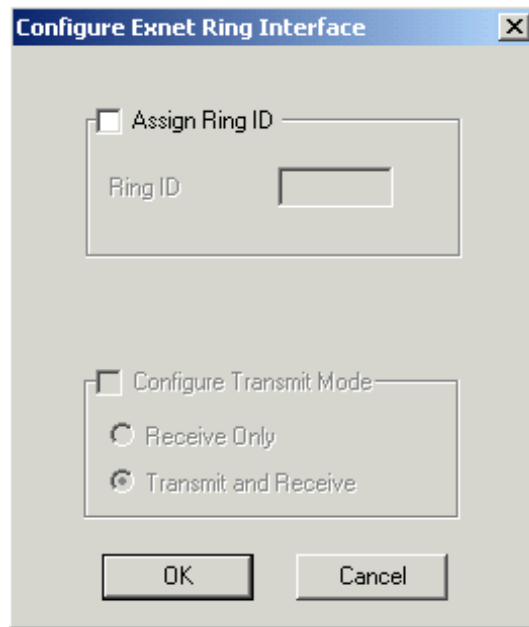 Configure Exnet Ring Interface
Assign Ring ID
Ring ID
Configure Transmit Mode
Receive Only
Transmit and Receive
OK Cancel